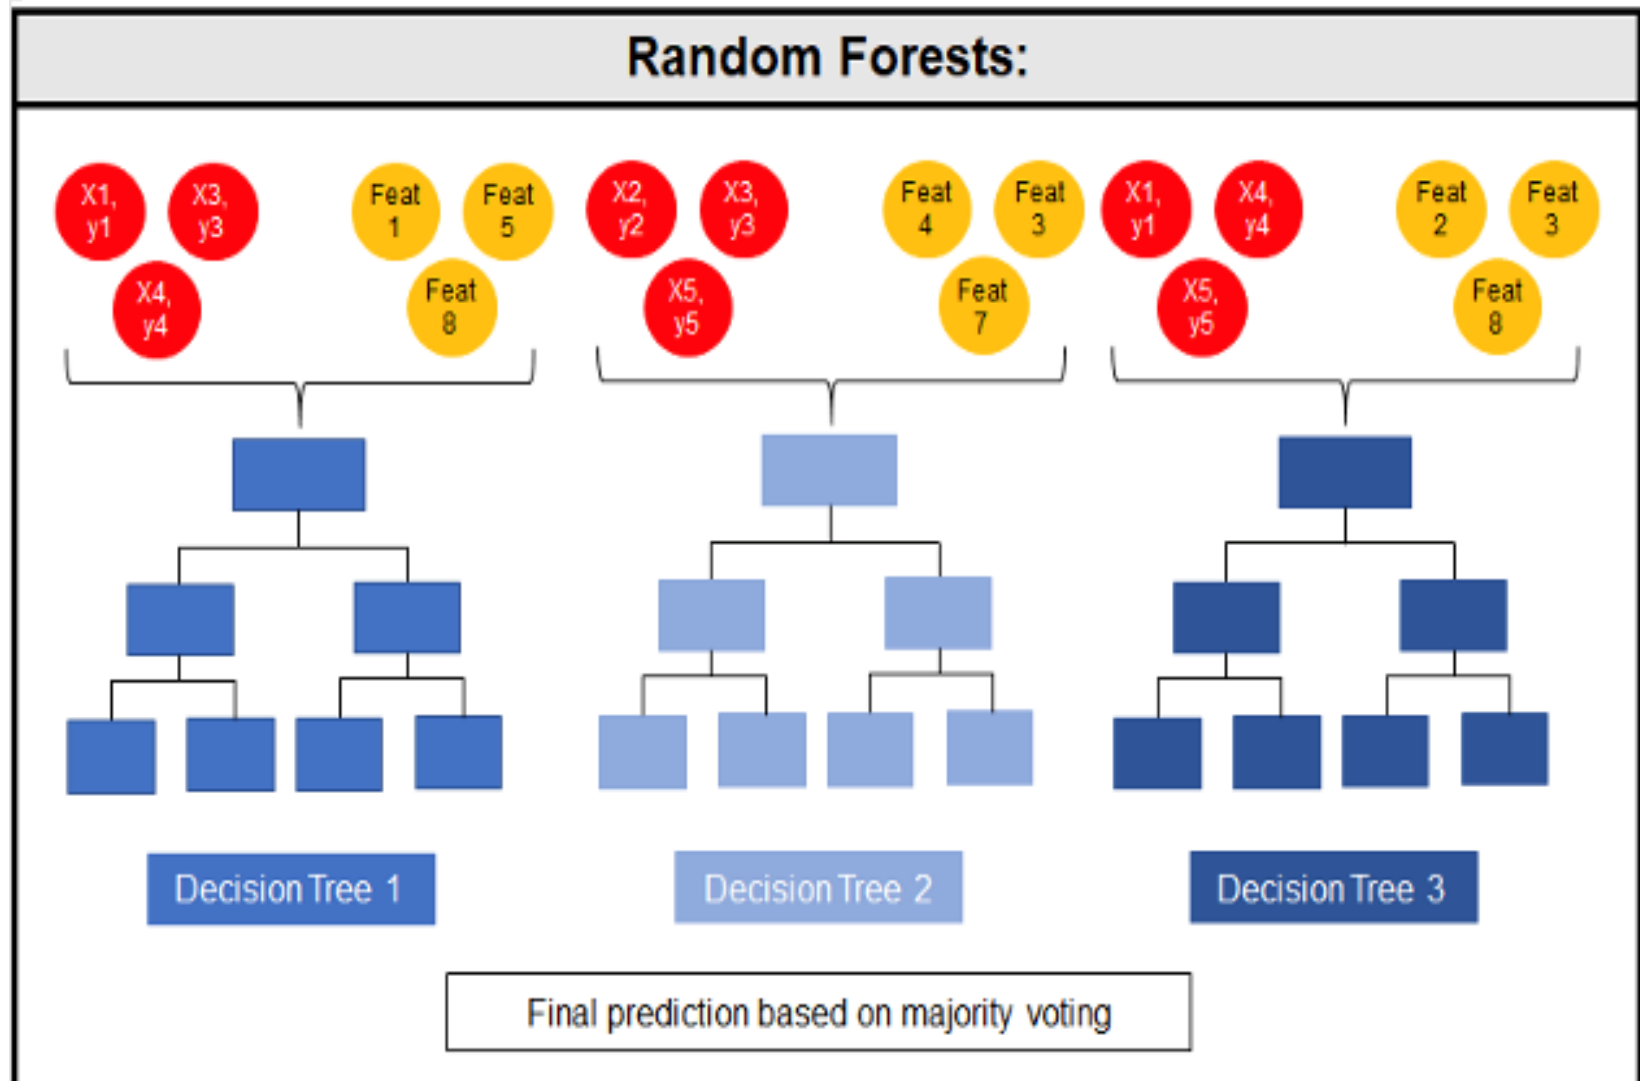 Random Forests:
X1,
y1
X3,
y3
X4,
y4
Feat
1
Feat
5
Feat
8
X2,
y2
X3,
y3
X5,
y5
Feat
4
Feat
3
Feat
7
X1,
y1
X4,
y4
X5,
y5
Feat
2
Feat
3
Feat
8
Decision Tree 1
Decision Tree 2
Decision Tree 3
Final prediction based on majority voting